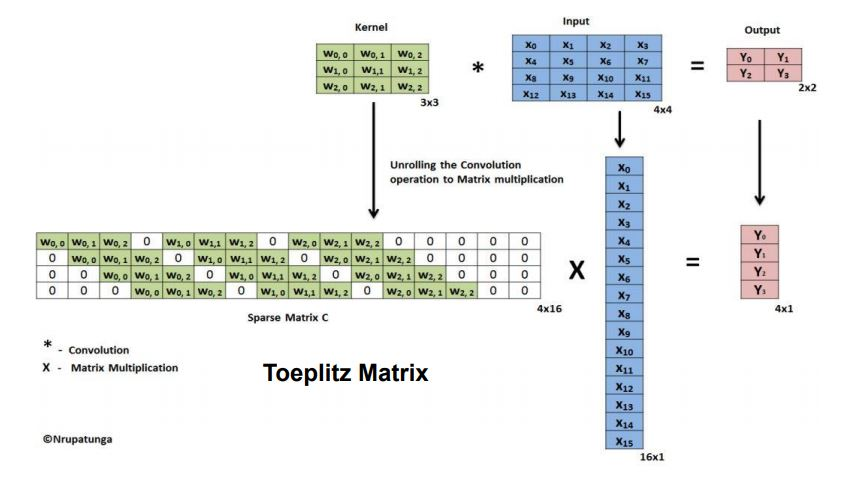 Kernel
Input
Output
W0, 0 W0, 1 W0, 2
W1, 0 W1,1 W1, 2
W2, 0 W2, 1 W2, 2
3x3
*
X0 X1 X2 X3
X4 X5 X6 X7
X8 X9 X10 X11
X12 X13 X14 X15
4x4
=
Y0 Y1
Y2 Y3
2x2
Unrolling the Convolution
operation to Matrix multiplication
W0, 0 W0, 1 W0, 2 0 W1, 0 W1,1 W1, 2 0 W2, 0 W2, 1 W2, 2 0 0 0 0 0
0 W0, 0 W0, 1 W0, 2 0 W1, 0 W1,1 W1, 2 0 W2, 0 W2, 1 W2, 2 0 0 0 0
0 0 W0, 0 W0, 1 W0, 2 0 W1, 0 W1,1 W1, 2 0 W2, 0 W2, 1 W2, 2 0 0 0
0 0 0 W0, 0 W0, 1 W0, 2 0 W1, 0 W1,1 W1, 2 0 W2, 0 W2, 1 W2, 2 0 0
4x16
Sparse Matrix C
X
X0
X1
X2
X3
X4
X5
X6
X7
X8
X9
X10
X11
X12
X13
X14
X15
16x1
=
Y0
Y1
Y2
Y3
4x1
* - Convolution
X - Matrix Multiplication
Toeplitz Matrix
©Nrupatunga